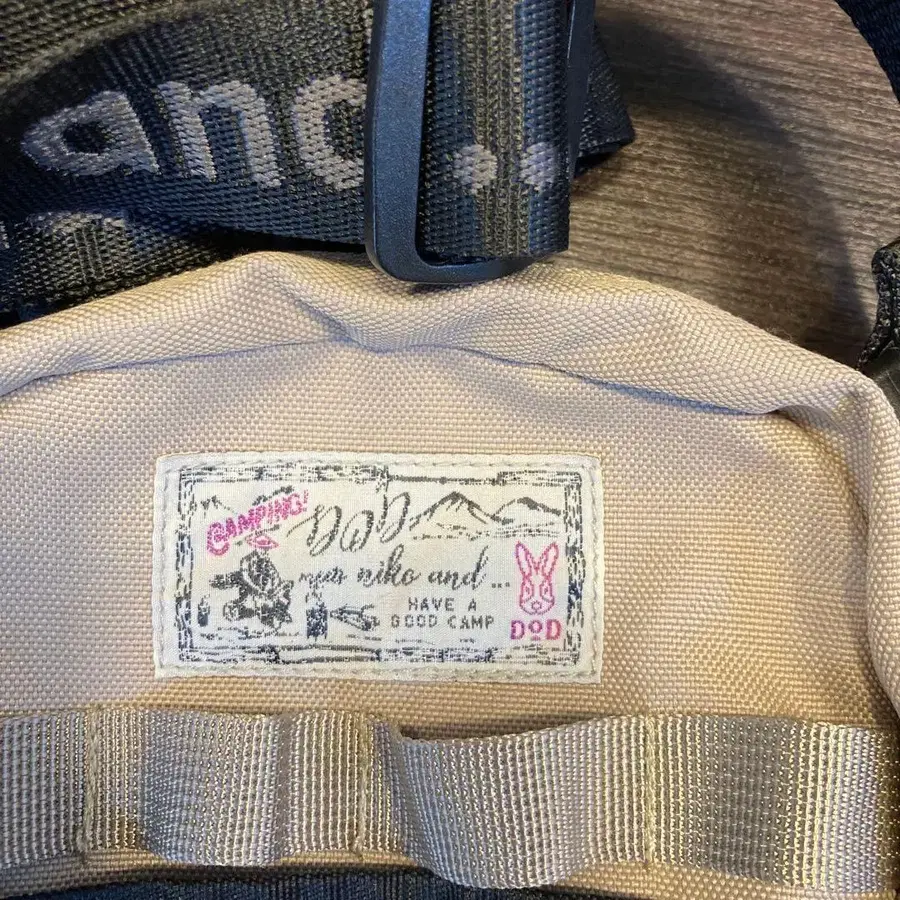 and ..
CAMPING!
DOD
niko and ...
HAVE A
GOOD CAMP
DOD